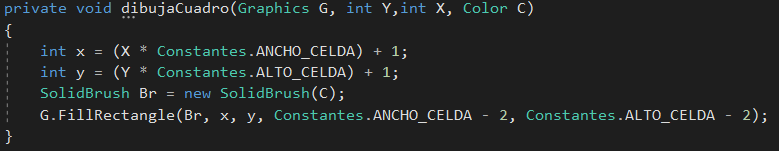 private void dibujaCuadro(Graphics G, int Y,int X, Color C)
{
int x = (X * Constantes.ANCHO_CELDA) + 1;
int y = (Y * Constantes.ALTO_CELDA) + 1;
SolidBrush Br = new SolidBrush(C);
G.FillRectangle(Br, x, y, Constantes.ANCHO_CELDA - 2, Constantes.ALTO_CELDA - 2);
}